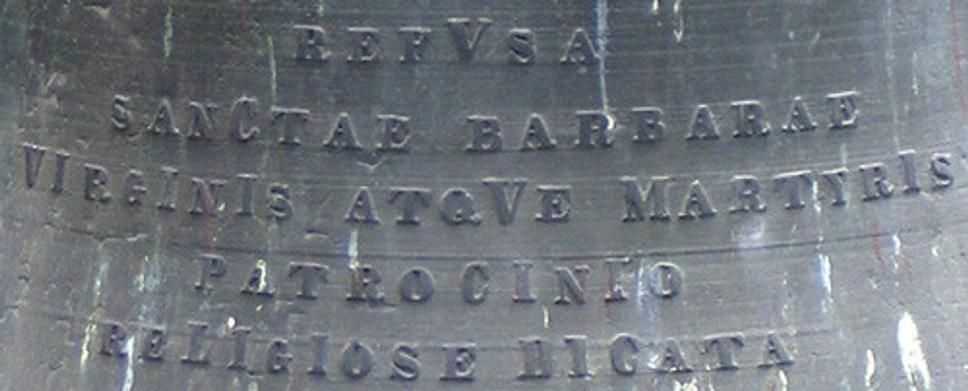 REFVSA
SANCTAE BARBARAE
VIRGINIS ATQVE MARTYRIS
PATROCINIO
RELIGIOSE DICATA